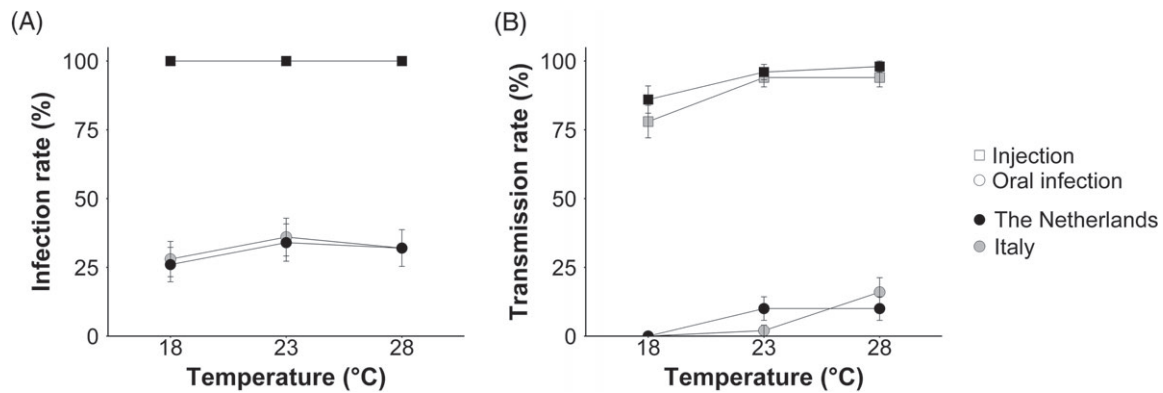 (A)
Infection rate (%)
100
75
50
25
0
18 23 28
Temperature (°C)
(B)
Transmission rate (%)
100
75
50
25
0
18 23 28
Temperature (°C)
Injection
Oral infection
The Netherlands
Italy